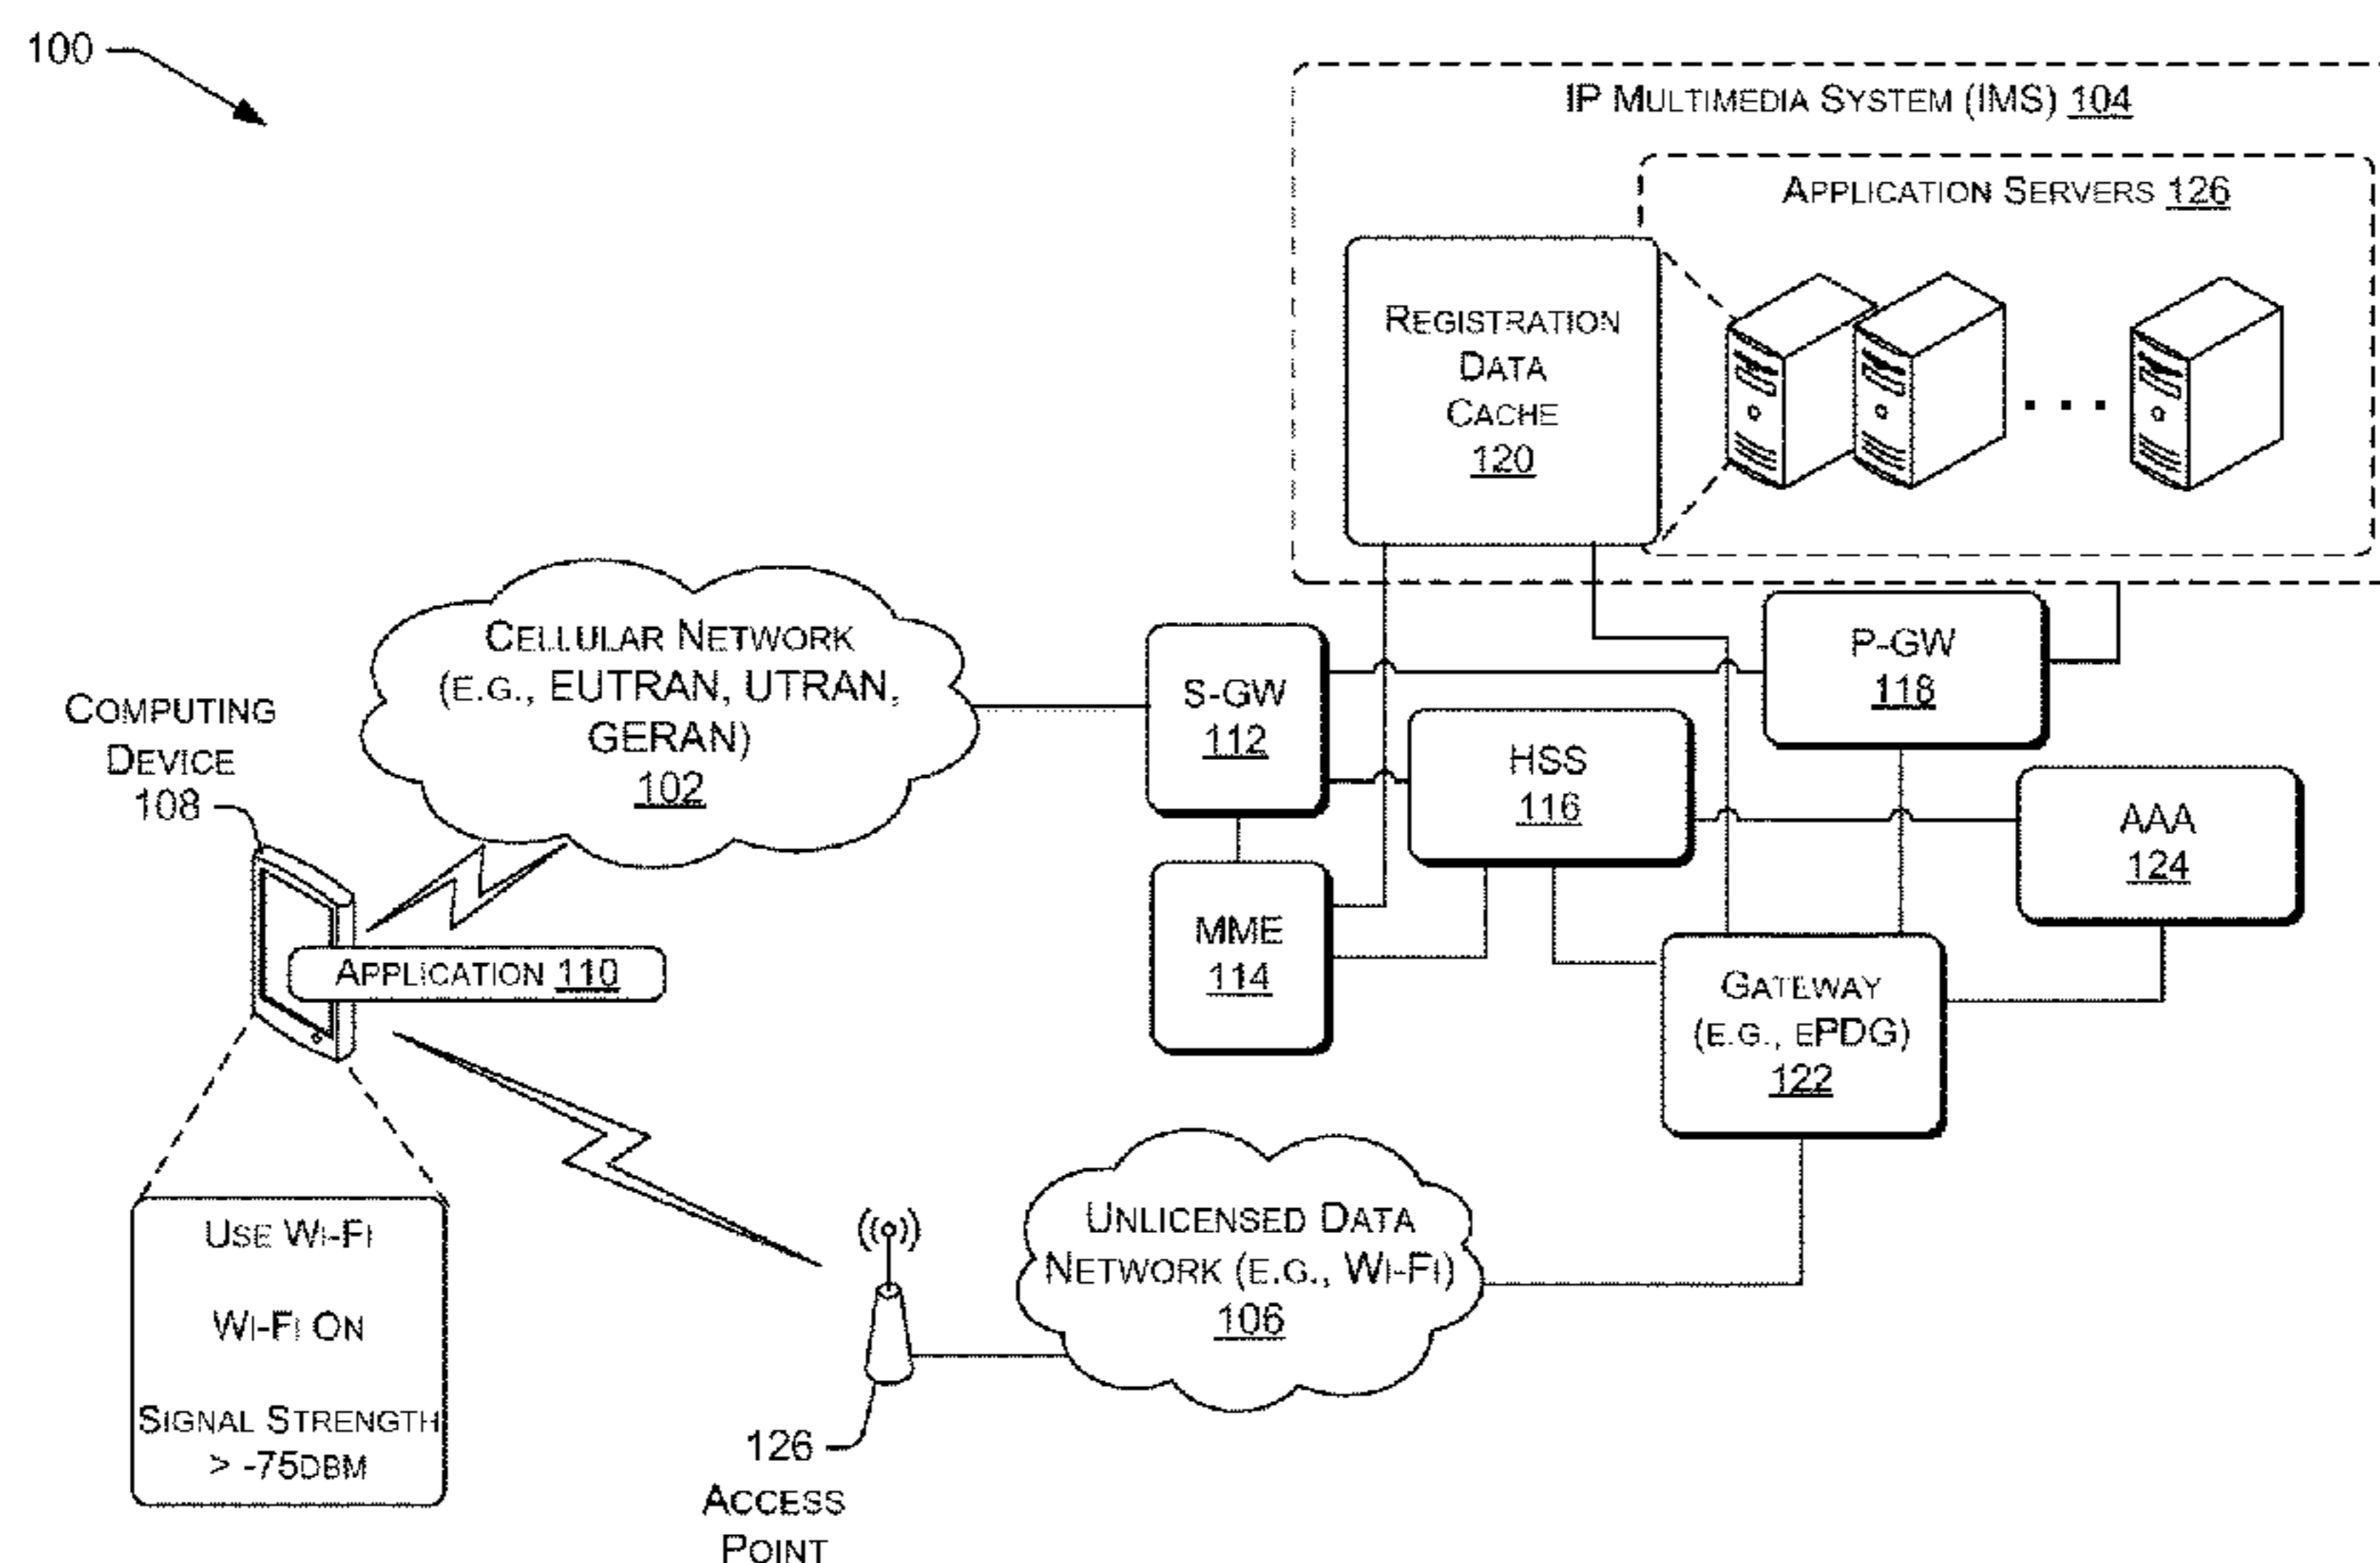 100
IP MULTIMEDIA SYSTEM (IMS) 104
APPLICATION SERVERS 126
REGISTRATION
DATA
CACHE
120
CELLULAR NETWORK
(E.G., EUTRAN, UTRAN,
GERAN)
102
COMPUTING
DEVICE
108
S-GW
112
P-GW
118
HSS
116
AAA
124
MME
114
APPLICATION 110
GATEWAY
(E.G., EPDG)
122
USE WI-FI
WI-FI ON
SIGNAL STRENGTH
> -75DBM
UNLICENSED DATA
NETWORK (E.G., WI-FI)
106
126
ACCESS
POINT